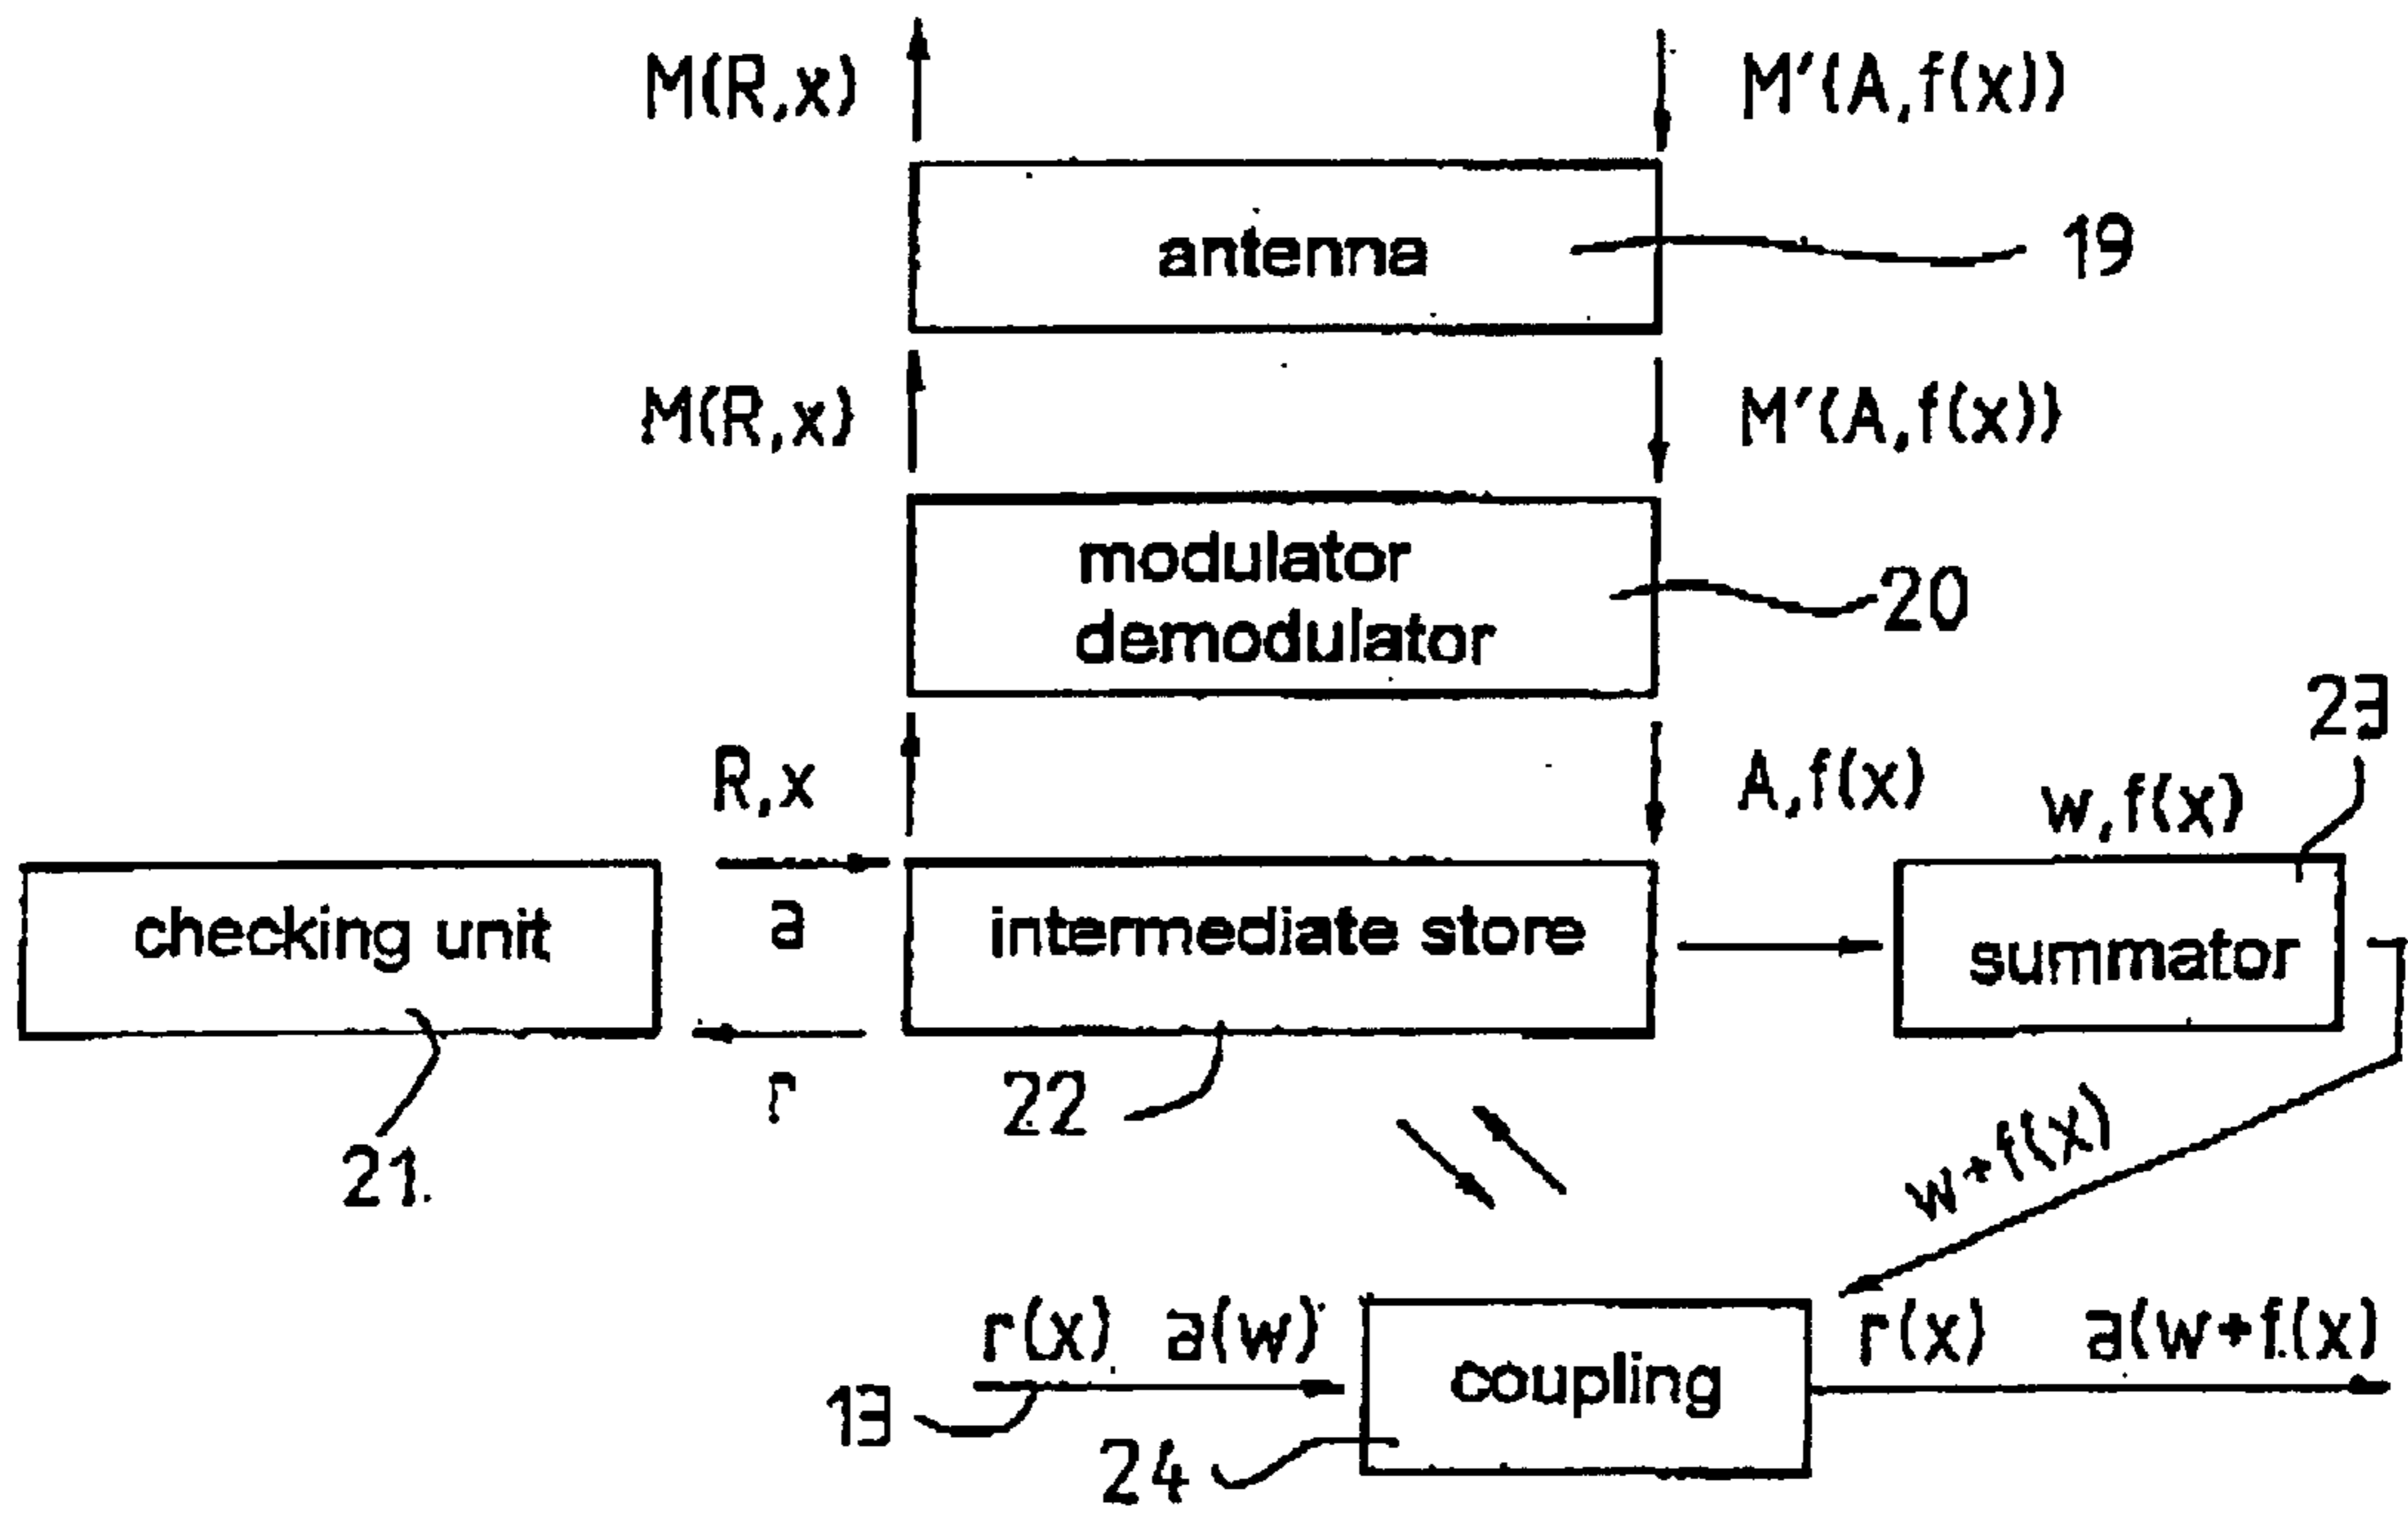 M(R,x)
M'(A,f(x))
antenna
19
M(R,x)
M'(A,f(x))
modulator
demodulator
20
23
R,x
A,f(x)
w,f(x)
checking unit
a
intermediate store
summator
r
22
21
w+f(x)
r(x) a(w)
coupling
r(x) a(w+f(x)
13
24